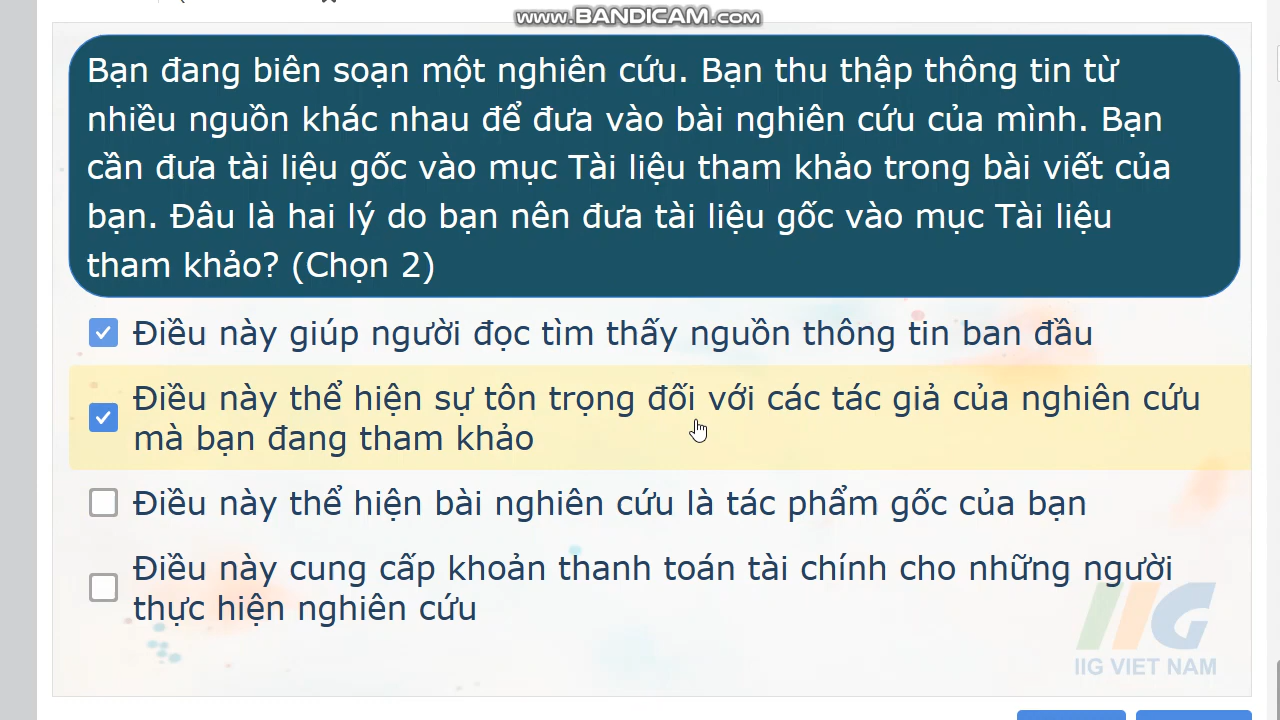 www.BANDICAM.com
Bạn đang biên soạn một nghiên cứu. Bạn thu thập thông tin từ
nhiều nguồn khác nhau để đưa vào bài nghiên cứu của mình. Bạn
cần đưa tài liệu gốc vào mục Tài liệu tham khảo trong bài viết của
bạn. Đâu là hai lý do bạn nên đưa tài liệu gốc vào mục Tài liệu
tham khảo? (Chọn 2)
Điều này giúp người đọc tìm thấy nguồn thông tin ban đầu
Điều này thể hiện sự tôn trọng đối với các tác giả của nghiên cứu
mà bạn đang tham khảo
Điều này thể hiện bài nghiên cứu là tác phẩm gốc của bạn
Điều này cung cấp khoản thanh toán tài chính cho những người
thực hiện nghiên cứu
IIG
IIG VIET NAM